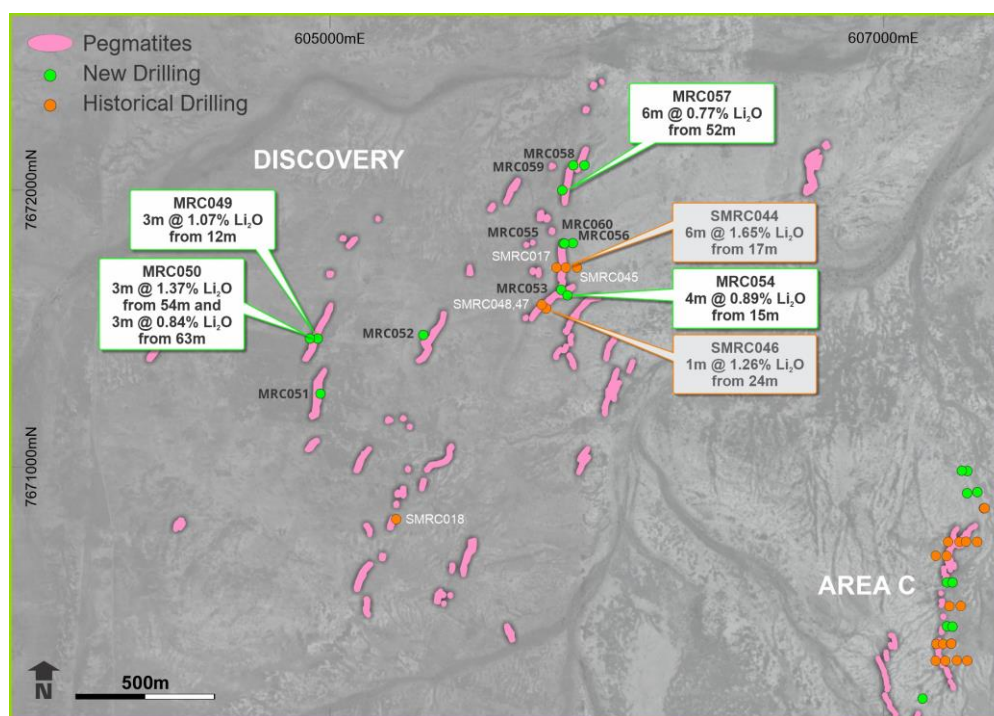 605000mE
607000mE
Pegmatites
New Drilling
Historical Drilling
DISCOVERY
MRC057
6m @ 0.77% Li₂O
from 52m
MRC058
MRC059
7672000mN
MRC049
3m @ 1.07% Li₂O
from 12m
MRC060
MRC055
MRC056
SMRC017
SMRC045
SMRC044
6m @ 1.65% Li₂O
from 17m
MRC050
3m @ 1.37% Li₂O
from 54m and
3m @ 0.84% Li₂O
from 63m
MRC053
SMRC048,47
MRC054
4m @ 0.89% Li₂O
from 15m
MRC052
SMRC046
1m @ 1.26% Li₂O
from 24m
MRC051
7671000mN
SMRC018
AREA C
N
500m